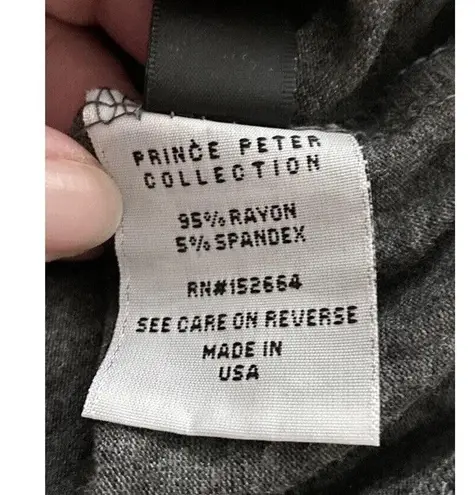 PRINCE PETER
COLLECTION
95% RAYON
5% SPANDEX
RN#152664
SEE CARE ON REVERSE
MADE IN
USA